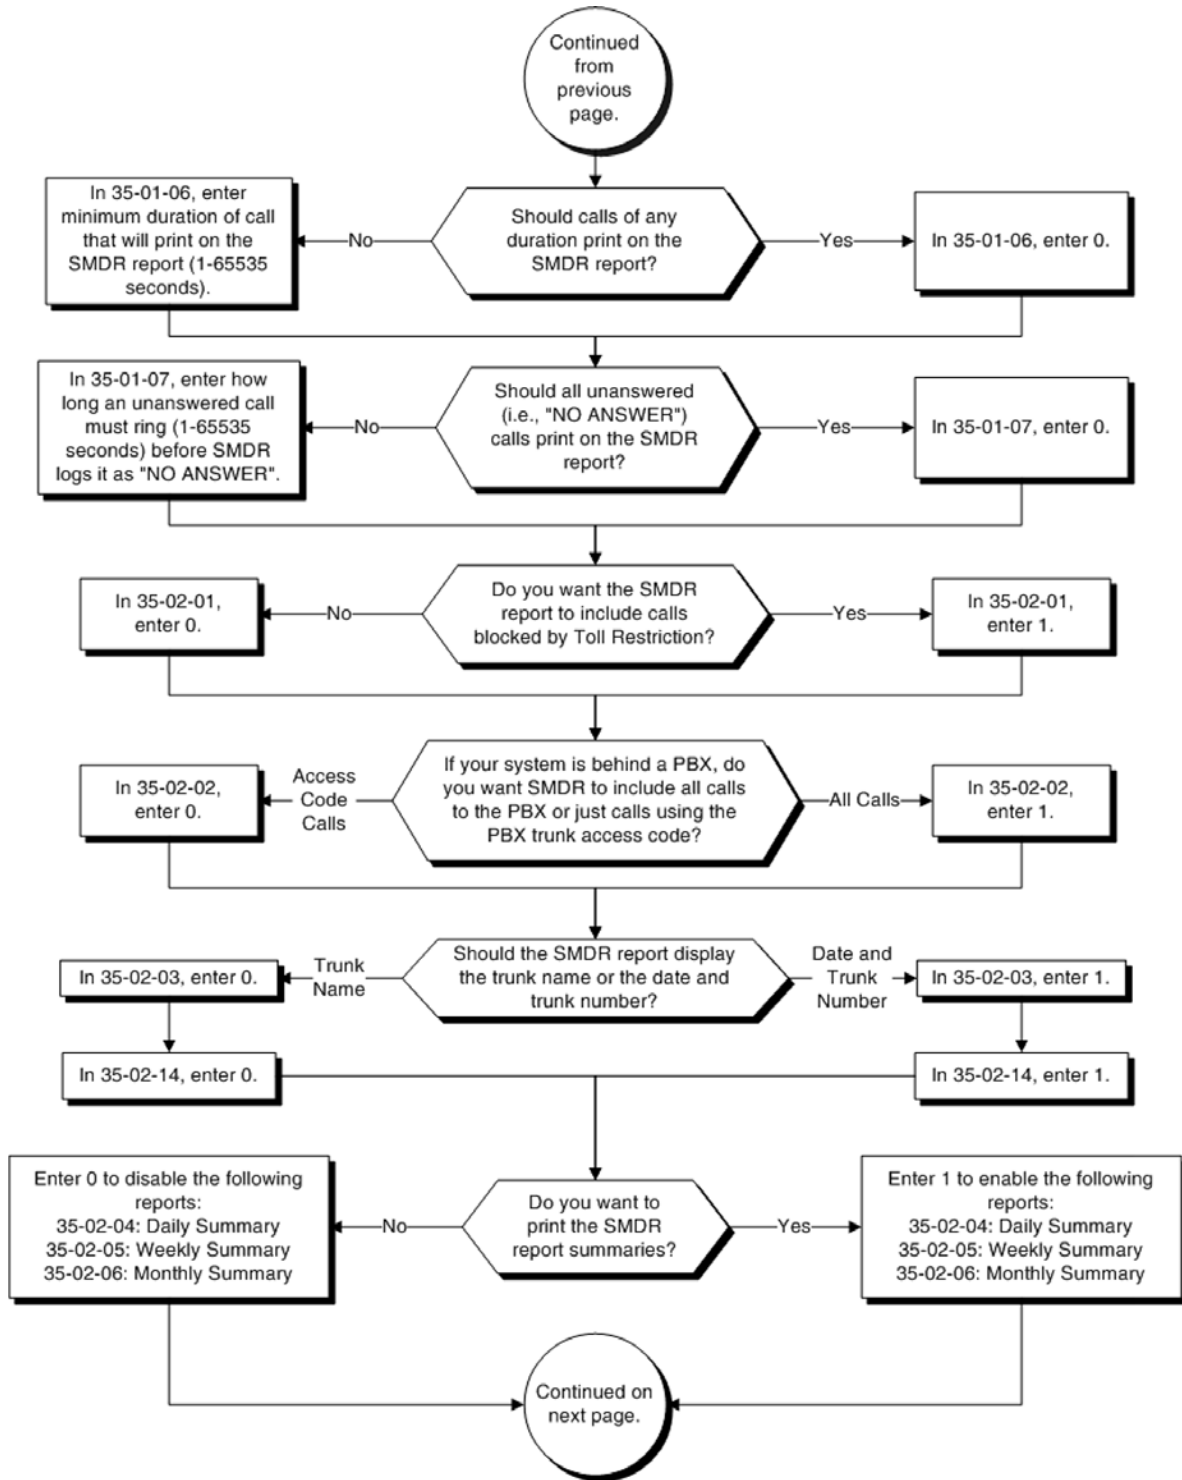 Continued
from
previous
page.
In 35-01-06, enter
minimum duration of call
that will print on the
SMDR report (1-65535
seconds).
No
Should calls of any
duration print on the
SMDR report?
Yes
In 35-01-06, enter 0.
In 35-01-07, enter how
long an unanswered call
must ring (1-65535
seconds) before SMDR
logs it as "NO ANSWER".
No
Should all unanswered
(i.e., "NO ANSWER")
calls print on the SMDR
report?
Yes
In 35-01-07, enter 0.
In 35-02-01,
enter 0.
No
Do you want the SMDR
report to include calls
blocked by Toll Restriction?
Yes
In 35-02-01,
enter 1.
In 35-02-02,
enter 0.
Access
Code
Calls
If your system is behind a PBX, do
you want SMDR to include all calls
to the PBX or just calls using the
PBX trunk access code?
All Calls
In 35-02-02,
enter 1.
In 35-02-03, enter 0.
Trunk
Name
Should the SMDR report display
the trunk name or the date and
trunk number?
Date and
Trunk
Number
In 35-02-03, enter 1.
In 35-02-14, enter 0.
In 35-02-14, enter 1.
Enter 0 to disable the following
reports:
35-02-04: Daily Summary
35-02-05: Weekly Summary
35-02-06: Monthly Summary
No
Do you want to
print the SMDR
report summaries?
Yes
Enter 1 to enable the following
reports:
35-02-04: Daily Summary
35-02-05: Weekly Summary
35-02-06: Monthly Summary
Continued on
next page.